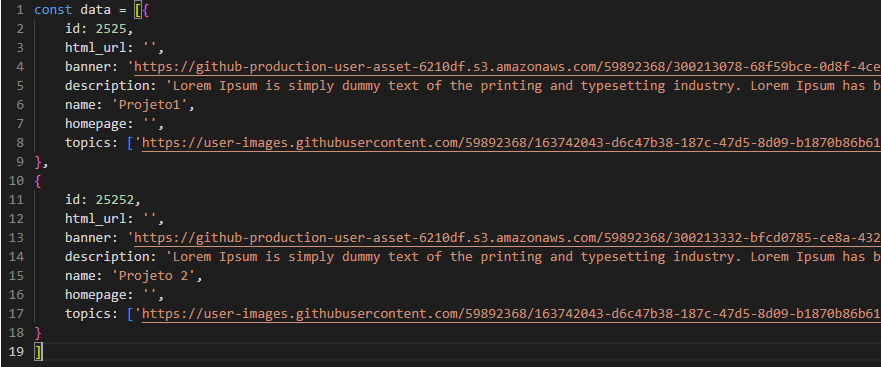 1 const data = [{
2 id: 2525,
3 html_url: '',
4 banner: 'https://github-production-user-asset-6210df.s3.amazonaws.com/59892368/300213078-68f59bce-0d8f-4ce
5 description: 'Lorem Ipsum is simply dummy text of the printing and typesetting industry. Lorem Ipsum has b
6 name: 'Projeto1',
7 homepage: '',
8 topics: ['https://user-images.githubusercontent.com/59892368/163742043-d6c47b38-187c-47d5-8d09-b1870b86b61
9 },
10 {
11 id: 25252,
12 html_url: '',
13 banner: 'https://github-production-user-asset-6210df.s3.amazonaws.com/59892368/300213332-bfcd0785-ce8a-432
14 description: 'Lorem Ipsum is simply dummy text of the printing and typesetting industry. Lorem Ipsum has b
15 name: 'Projeto 2',
16 homepage: '',
17 topics: ['https://user-images.githubusercontent.com/59892368/163742043-d6c47b38-187c-47d5-8d09-b1870b86b61
18 }
19 ]